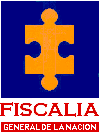 FISCALIA
GENERAL DE LA NACION